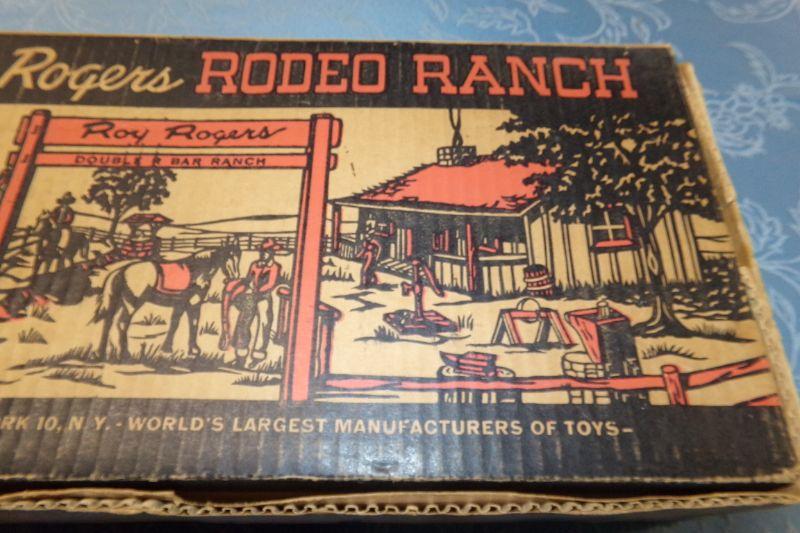 Rogers RODEO RANCH
Roy Rogers
DOUBLE R BAR RANCH
RK 10, N.Y. - WORLD'S LARGEST MANUFACTURERS OF TOYS -